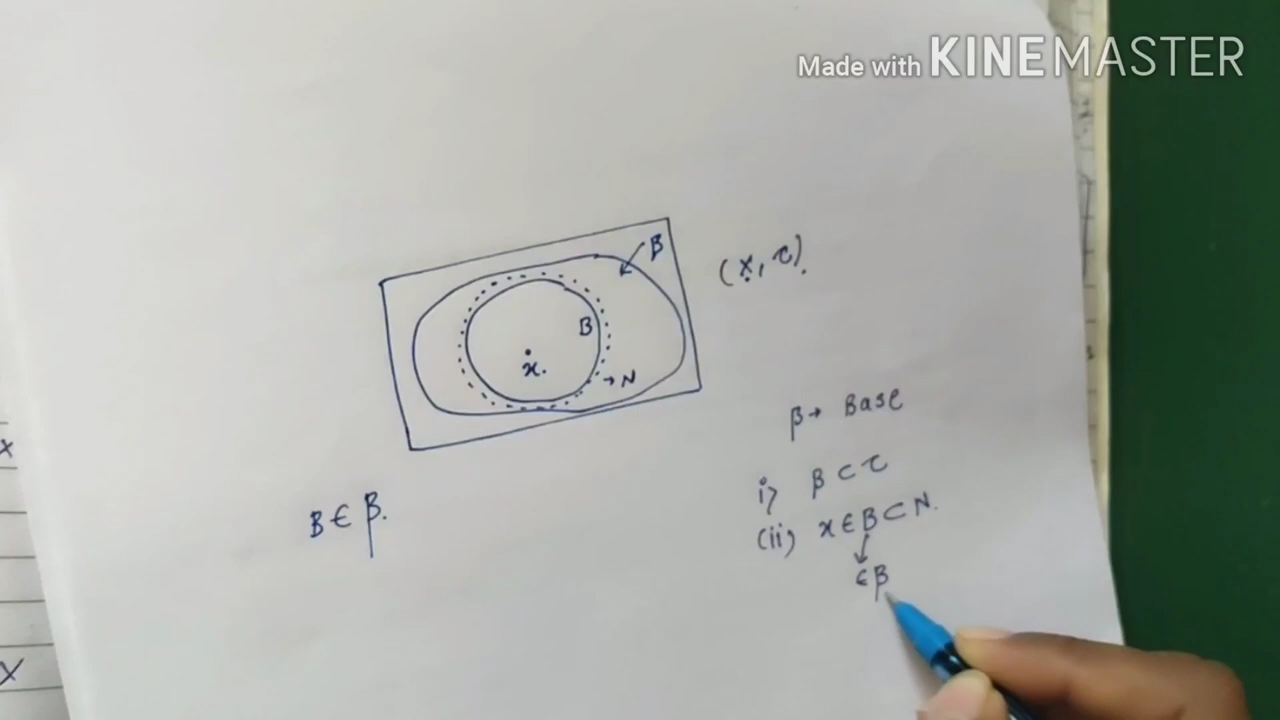 Made with KINEMASTER
β
(X, τ).
B
x.
→ N
β → Base
i) β ⊂ τ
(ii) x ∈ B ⊂ N.
B ∈ β.
∈ β